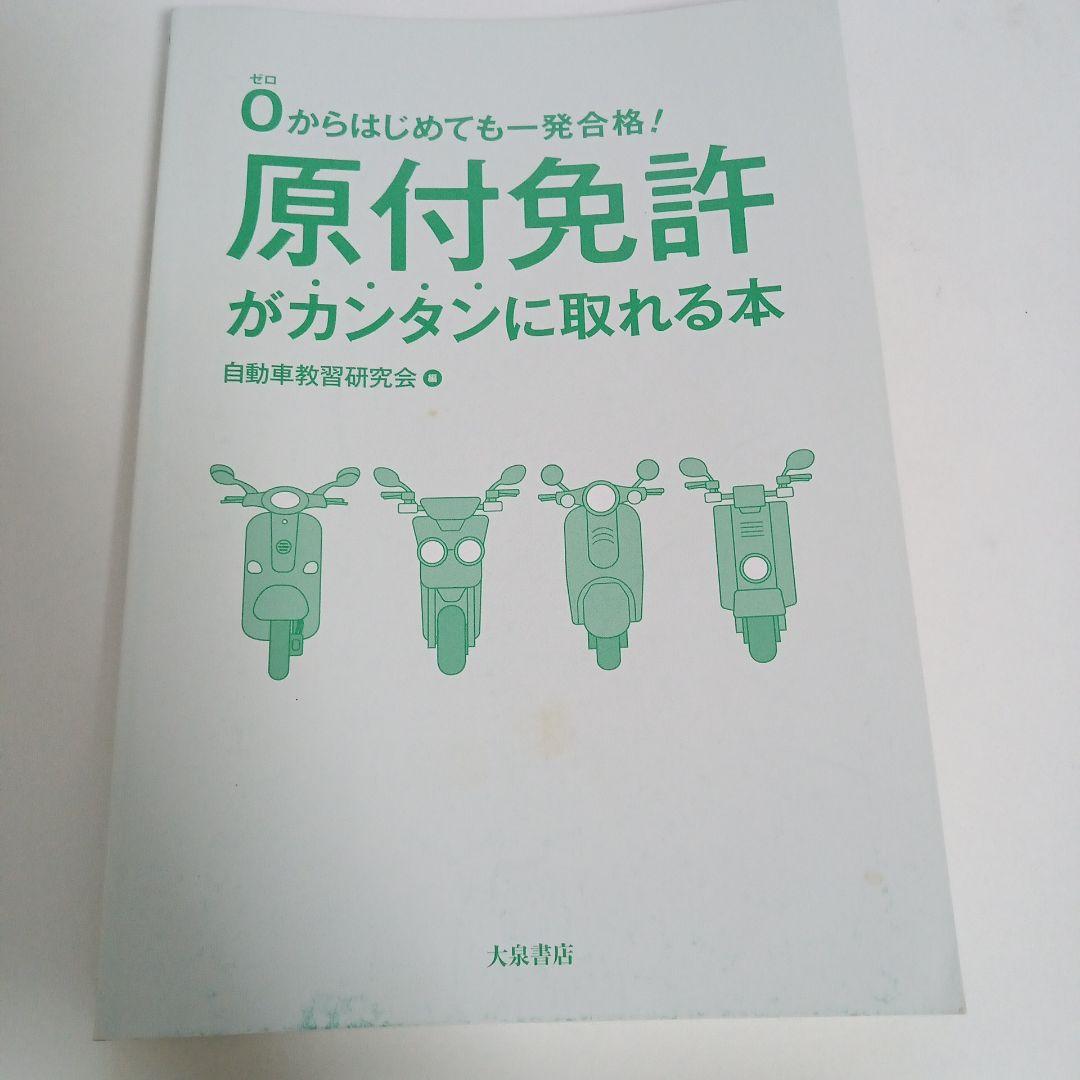 ゼロ
0からはじめても一発合格!
原付免許
がカンタンに取れる本
自動車教習研究会 編
大泉書店